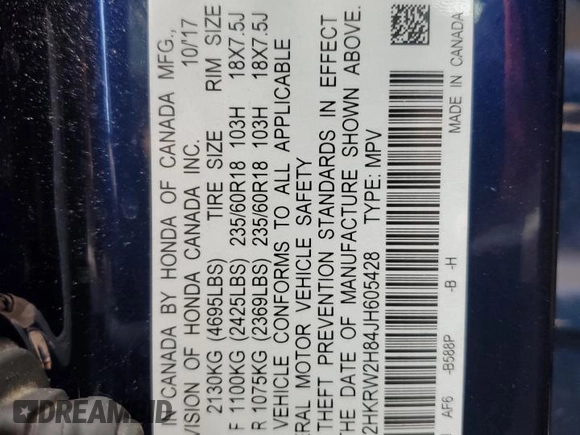 IN CANADA BY HONDA OF CANADA MFG.,
VISION OF HONDA CANADA INC. 10/17
2130KG (4695LBS) TIRE SIZE RIM SIZE
F 1100KG (2425LBS) 235/60R18 103H 18X7.5J
R 1075KG (2369LBS) 235/60R18 103H 18X7.5J
VEHICLE CONFORMS TO ALL APPLICABLE
MOTOR VEHICLE SAFETY
THEFT PREVENTION STANDARDS IN EFFECT
THE DATE OF MANUFACTURE SHOWN ABOVE.
2HKRW2H84JH605428 TYPE: MPV
AF6 -B588P -B -H MADE IN CANADA
DREAMBID